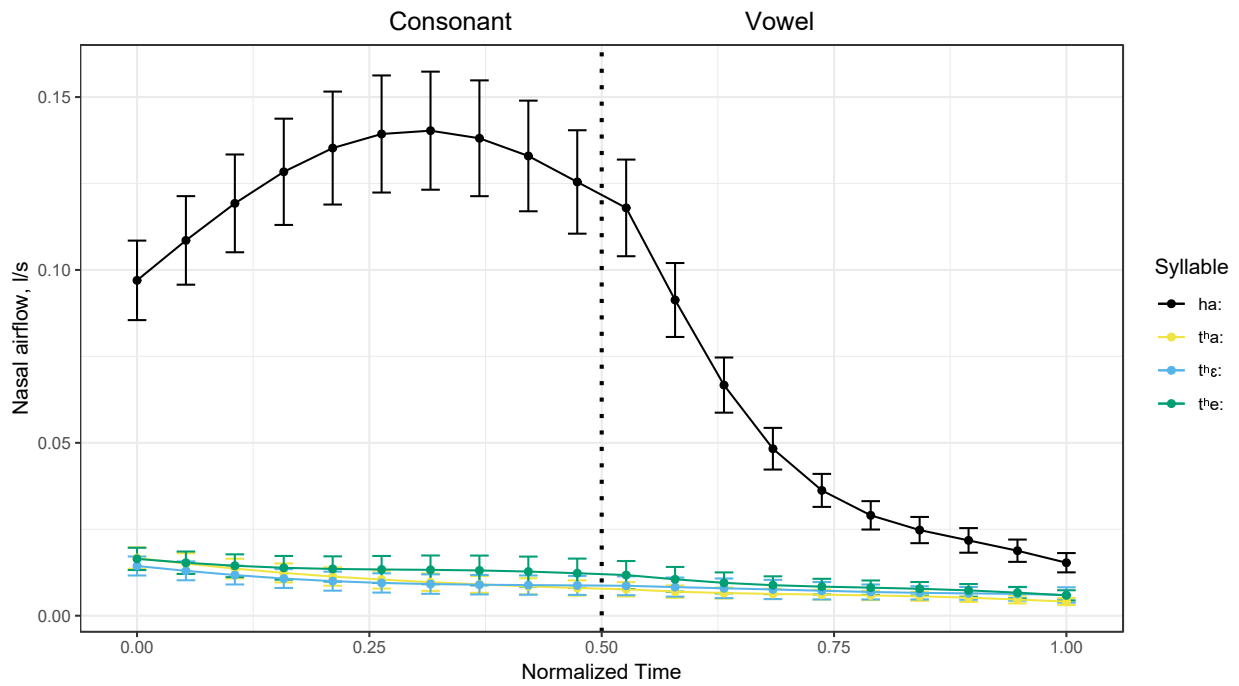 Consonant Vowel
0.15
0.10
0.05
0.00
Nasal airflow, l/s
0.00 0.25 0.50 0.75 1.00
Normalized Time
Syllable
ha:
tʰa:
tʰɛ:
tʰe: